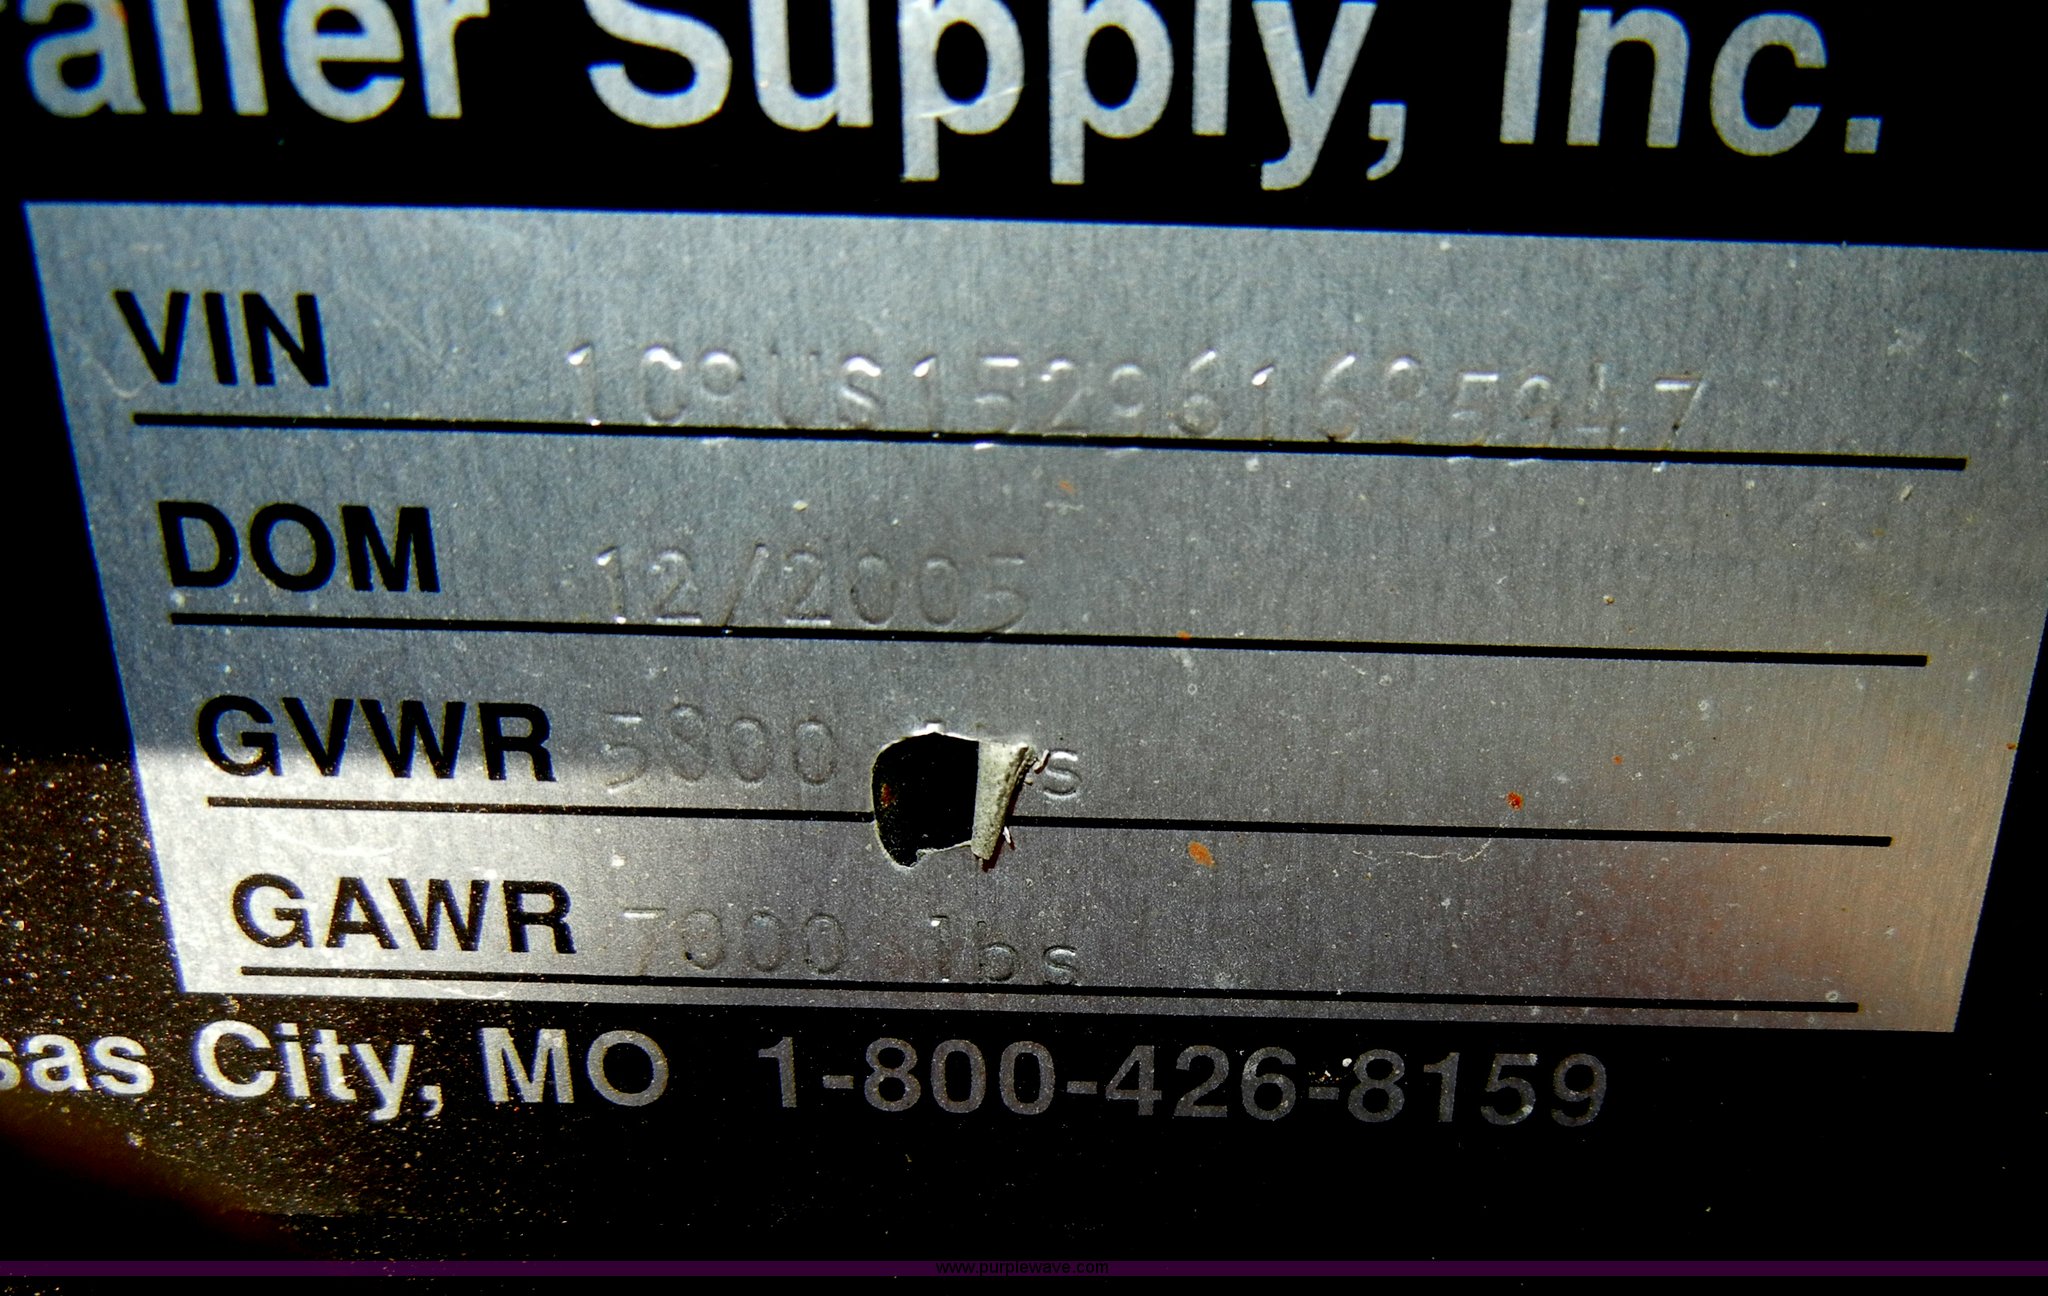 ailer Supply, Inc.
VIN 1C9US152961685947
DOM 12/2005
GVWR 5800 s
GAWR 7000 lbs
sas City, MO 1-800-426-8159
www.purplewave.com